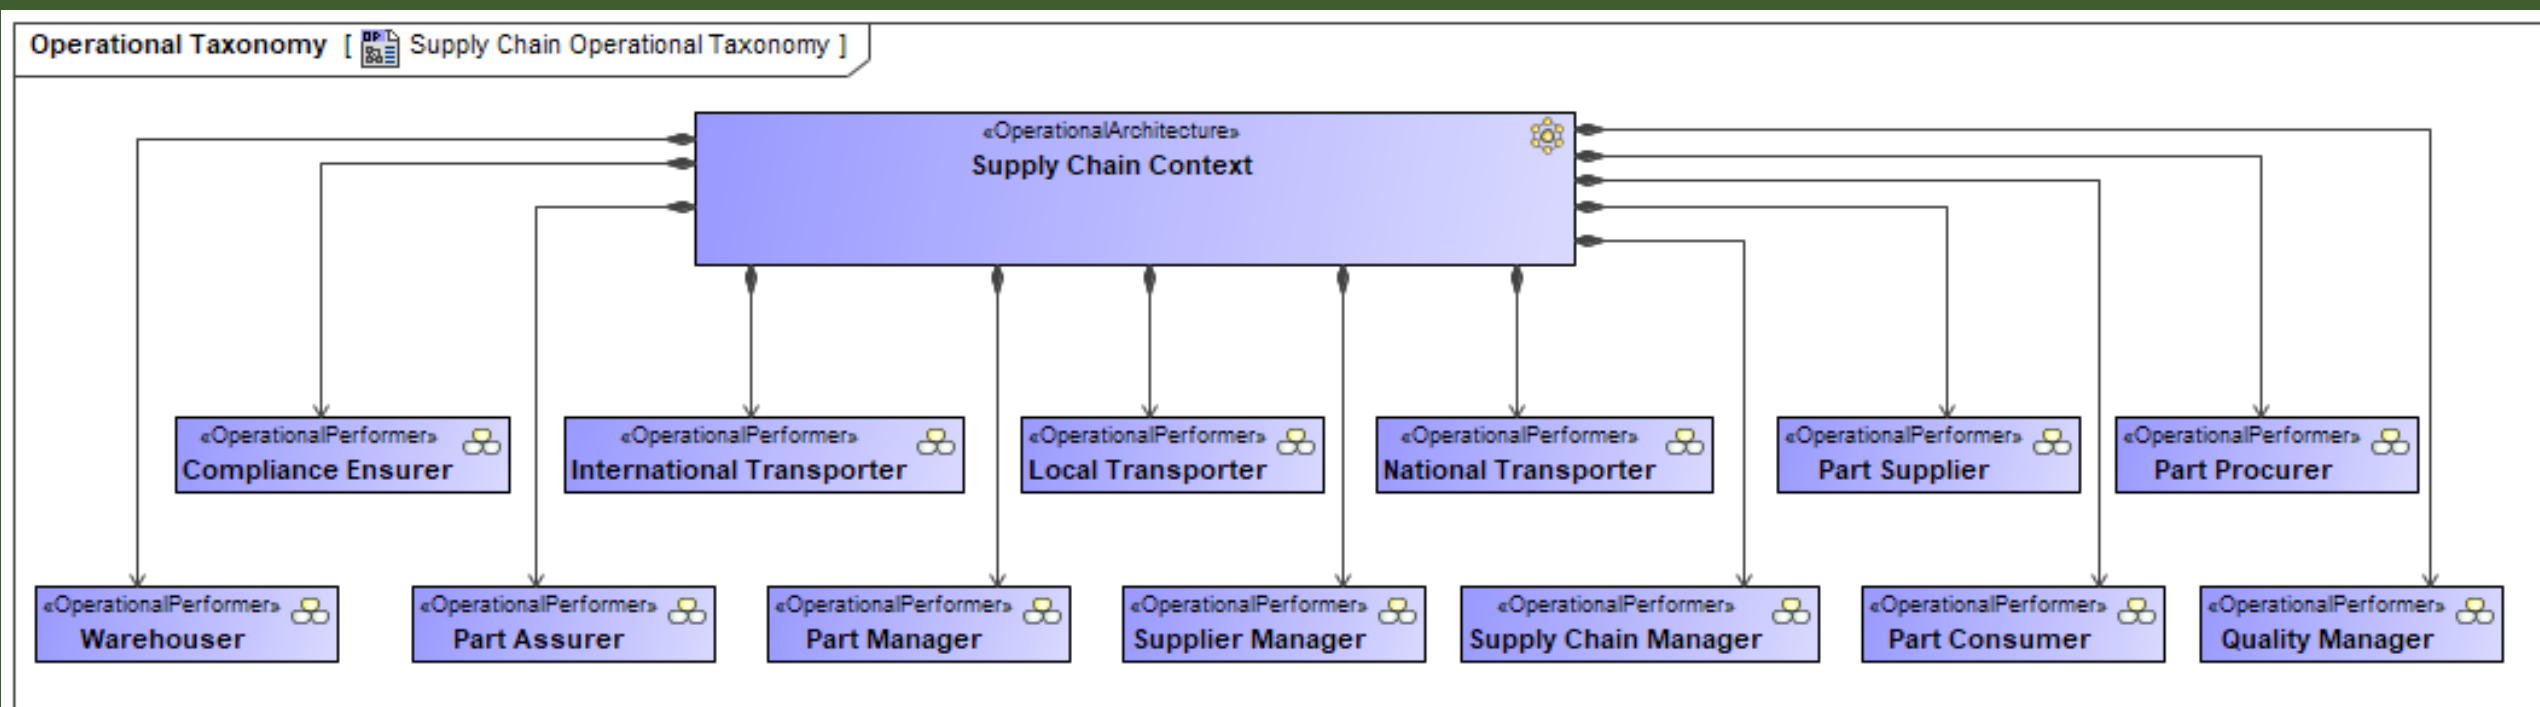 Operational Taxonomy [ Supply Chain Operational Taxonomy ]
«OperationalArchitecture»
Supply Chain Context
«OperationalPerformer»
Compliance Ensurer
«OperationalPerformer»
International Transporter
«OperationalPerformer»
Local Transporter
«OperationalPerformer»
National Transporter
«OperationalPerformer»
Part Supplier
«OperationalPerformer»
Part Procurer
«OperationalPerformer»
Warehouser
«OperationalPerformer»
Part Assurer
«OperationalPerformer»
Part Manager
«OperationalPerformer»
Supplier Manager
«OperationalPerformer»
Supply Chain Manager
«OperationalPerformer»
Part Consumer
«OperationalPerformer»
Quality Manager